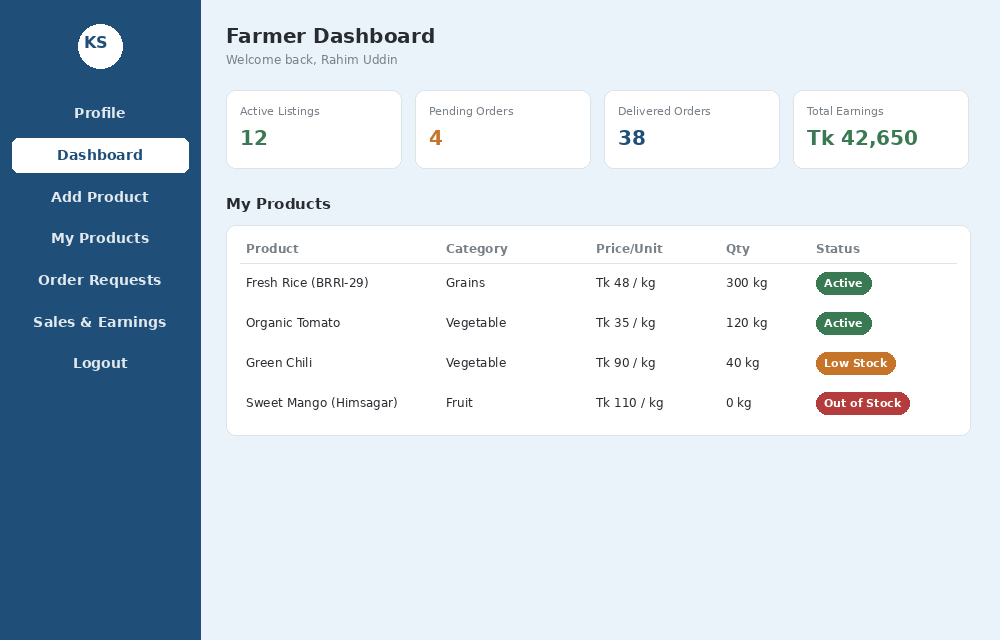 KS
Profile
Dashboard
Add Product
My Products
Order Requests
Sales & Earnings
Logout
Farmer Dashboard
Welcome back, Rahim Uddin
Active Listings
12
Pending Orders
4
Delivered Orders
38
Total Earnings
Tk 42,650
My Products
Product Category Price/Unit Qty Status
Fresh Rice (BRRI-29) Grains Tk 48 / kg 300 kg Active
Organic Tomato Vegetable Tk 35 / kg 120 kg Active
Green Chili Vegetable Tk 90 / kg 40 kg Low Stock
Sweet Mango (Himsagar) Fruit Tk 110 / kg 0 kg Out of Stock